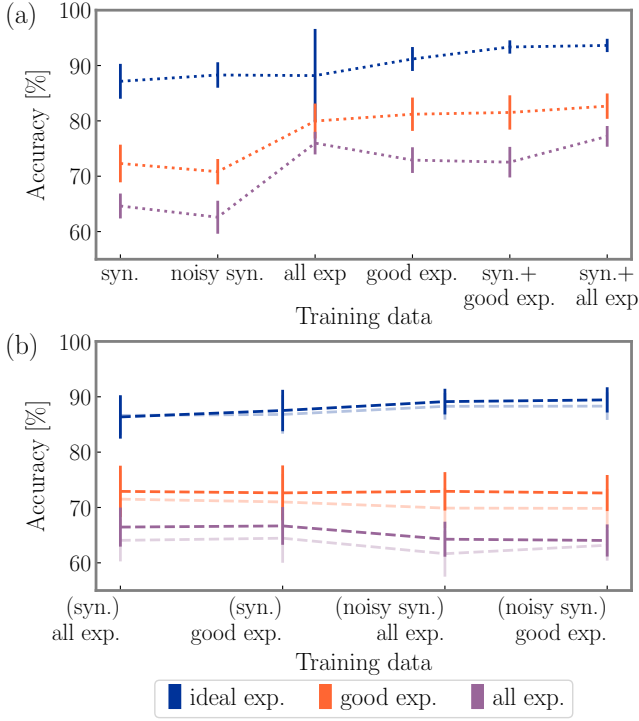 (a)
100
90
80
70
60
Accuracy [%]
syn. noisy syn. all exp good exp. syn.+ syn.+
good exp. all exp
Training data
(b)
100
90
80
70
60
Accuracy [%]
(syn.) (syn.) (noisy syn.) (noisy syn.)
all exp. good exp. all exp. good exp.
Training data
ideal exp. good exp. all exp.